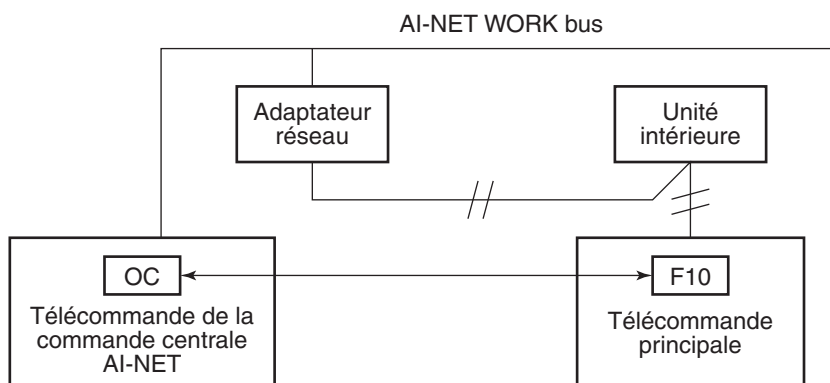 AI-NET WORK bus
Adaptateur
réseau
Unité
intérieure
OC
F10
Télécommande de la
commande centrale
AI-NET
Télécommande
principale